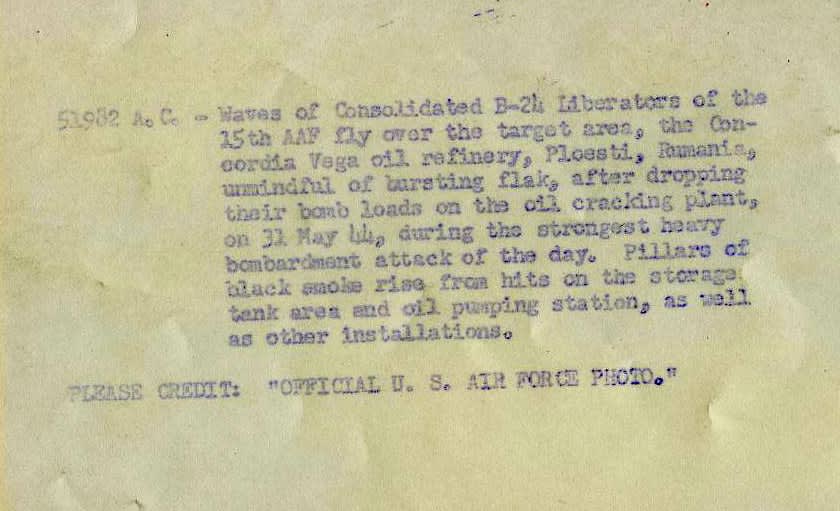 51982 A. C. - Waves of Consolidated B-24 Liberators of the
15th AAF fly over the target area, the Con-
cordia Vega oil refinery, Ploesti, Rumania,
unmindful of bursting flak, after dropping
their bomb loads on the oil cracking plant,
on 31 May 44, during the strongest heavy
bombardment attack of the day. Pillars of
black smoke rise from hits on the storage
tank area and oil pumping station, as well
as other installations.
PLEASE CREDIT: "OFFICIAL U. S. AIR FORCE PHOTO."